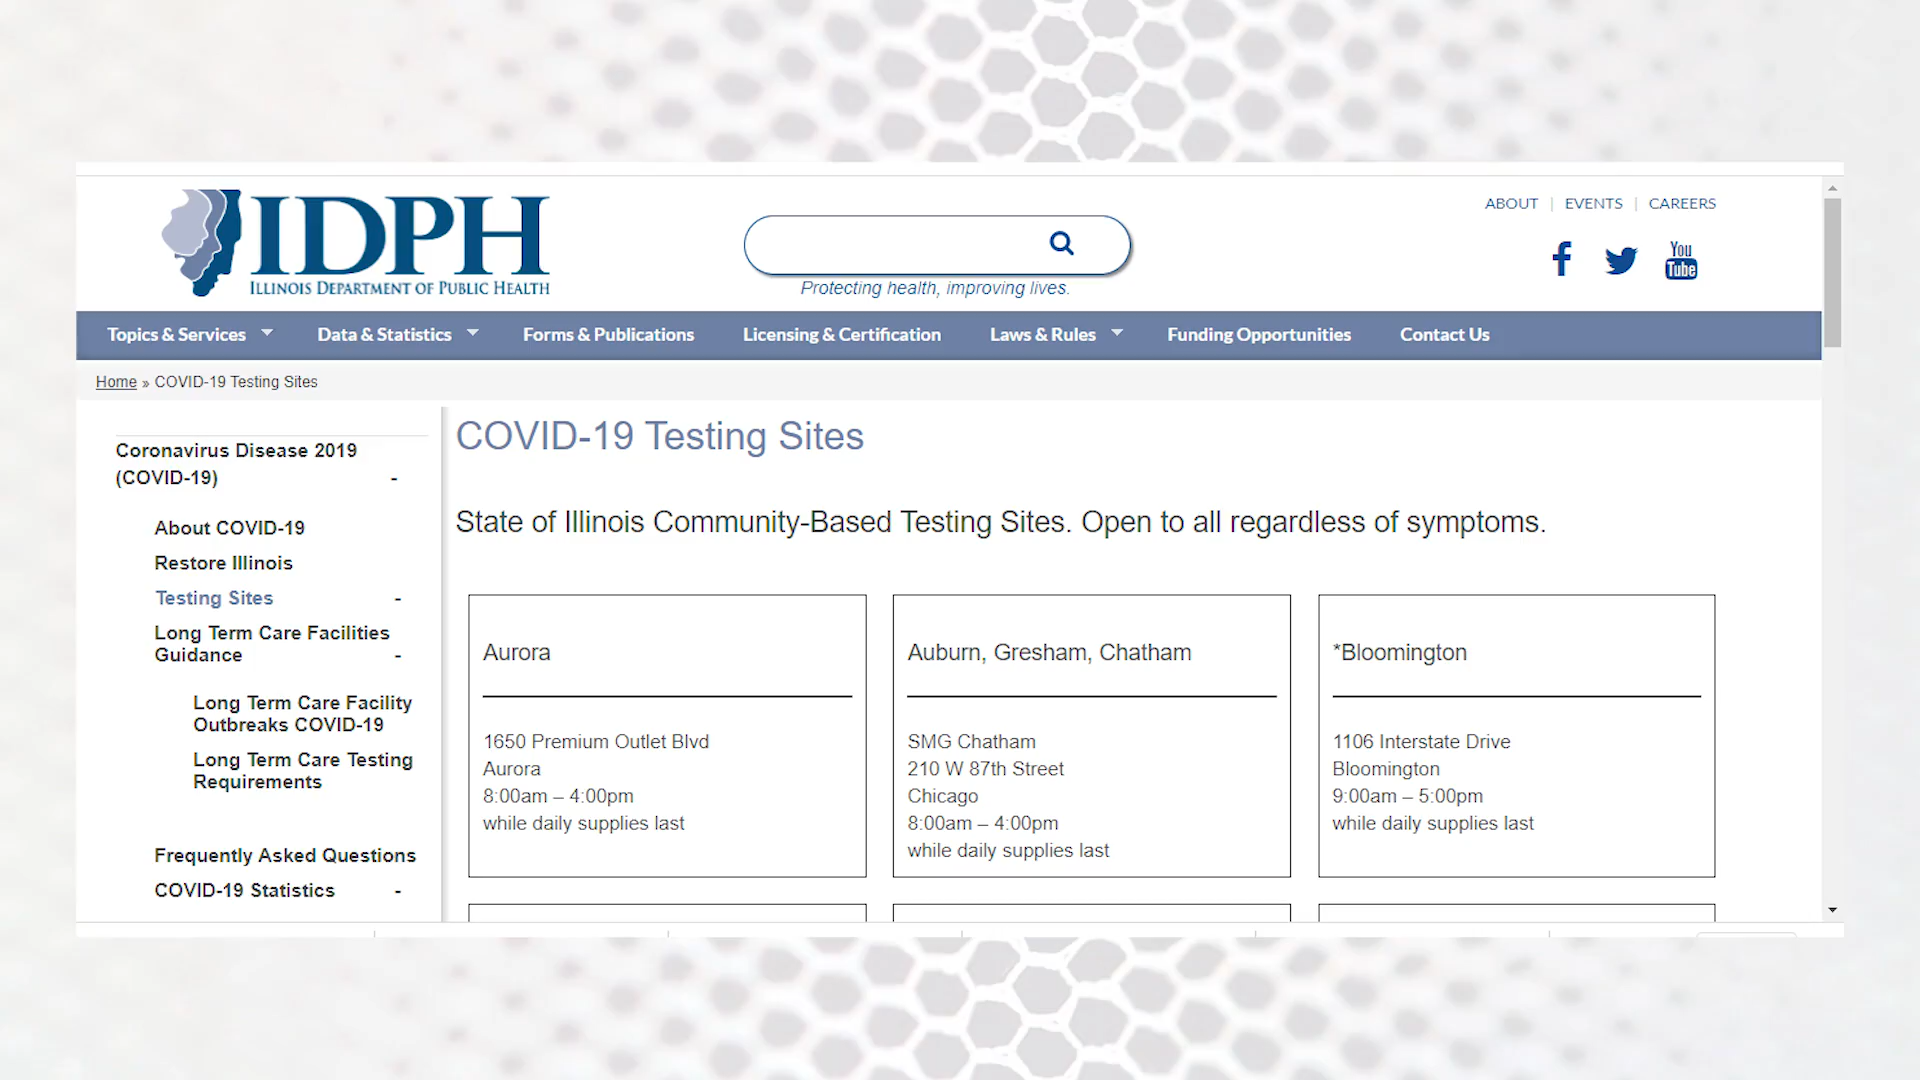 IDPH
ILLINOIS DEPARTMENT OF PUBLIC HEALTH
Protecting health, improving lives.
ABOUT | EVENTS | CAREERS
You
Tube
Topics & Services Data & Statistics Forms & Publications Licensing & Certification Laws & Rules Funding Opportunities Contact Us
Home » COVID-19 Testing Sites
Coronavirus Disease 2019
(COVID-19) -
About COVID-19
Restore Illinois
Testing Sites -
Long Term Care Facilities
Guidance -
Long Term Care Facility
Outbreaks COVID-19
Long Term Care Testing
Requirements
Frequently Asked Questions
COVID-19 Statistics -
COVID-19 Testing Sites
State of Illinois Community-Based Testing Sites. Open to all regardless of symptoms.
Aurora
1650 Premium Outlet Blvd
Aurora
8:00am – 4:00pm
while daily supplies last
Auburn, Gresham, Chatham
SMG Chatham
210 W 87th Street
Chicago
8:00am – 4:00pm
while daily supplies last
*Bloomington
1106 Interstate Drive
Bloomington
9:00am – 5:00pm
while daily supplies last